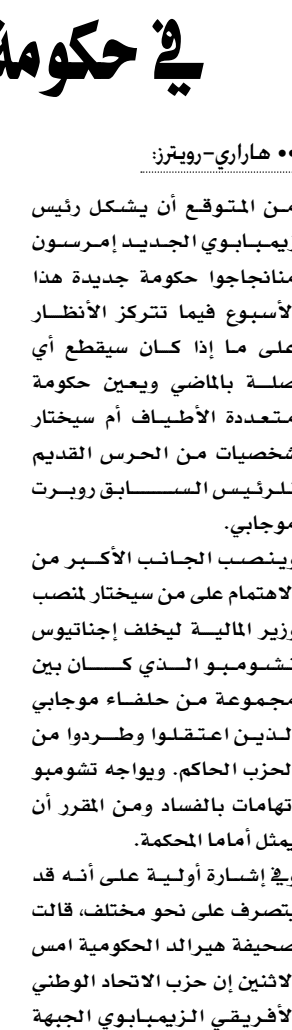 في حكومة
•• هاراري-رويترز:
من المتوقع أن يشكل رئيس
زيمبابوي الجديد إمرسون
منانجاجوا حكومة جديدة هذا
الأسبوع فيما تتركز الأنظار
على ما إذا كان سيقطع أي
صلة بالماضي ويعين حكومة
متعددة الأطياف أم سيختار
شخصيات من الحرس القديم
للرئيس السابق روبرت
موجابي.
وينصب الجانب الأكبر من
الاهتمام على من سيختار لمنصب
وزير المالية ليخلف إجناتيوس
تشومبو الذي كان بين
مجموعة من حلفاء موجابي
الذين اعتقلوا وطردوا من
الحزب الحاكم. ويواجه تشومبو
اتهامات بالفساد ومن المقرر أن
يمثل أماما المحكمة.
وفي إشارة أولية على أنه قد
يتصرف على نحو مختلف، قالت
صحيفة هيرالد الحكومية امس
الاثنين إن حزب الاتحاد الوطني
الأفريقي الزيمبابوي الجبهة